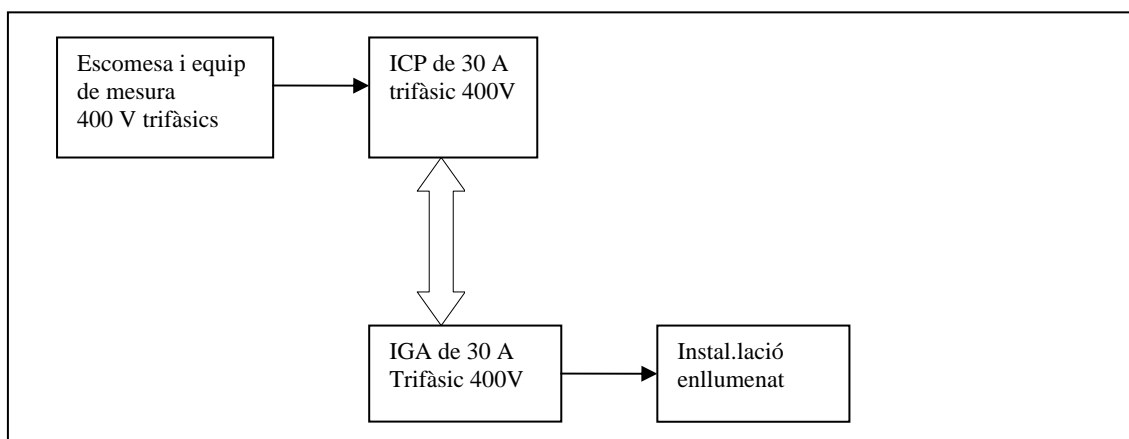 Escomesa i equip
de mesura
400 V trifàsics
ICP de 30 A
trifàsic 400V
IGA de 30 A
Trifàsic 400V
Instal.lació
enllumenat